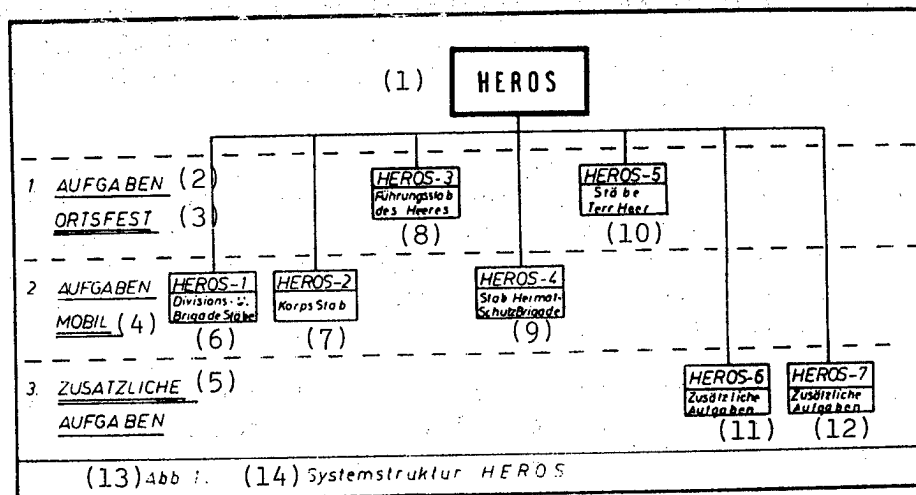 (1) HEROS
1. AUFGABEN (2)
ORTSFEST (3)
HEROS-3
Führungsstab
des Heeres
(8)
HEROS-5
Stäbe
Terr Heer
(10)
2 AUFGABEN
MOBIL (4)
HEROS-1
Divisions- u.
Brigade Stäbe
(6)
HEROS-2
Korps Stab
(7)
HEROS-4
Stab Heimat-
Schutz Brigade
(9)
3. ZUSATZLICHE (5)
AUFGABEN
HEROS-6
Zusätzliche
Aufgaben
(11)
HEROS-7
Zusätzliche
Aufgaben
(12)
(13) Abb 1. (14) Systemstruktur HEROS